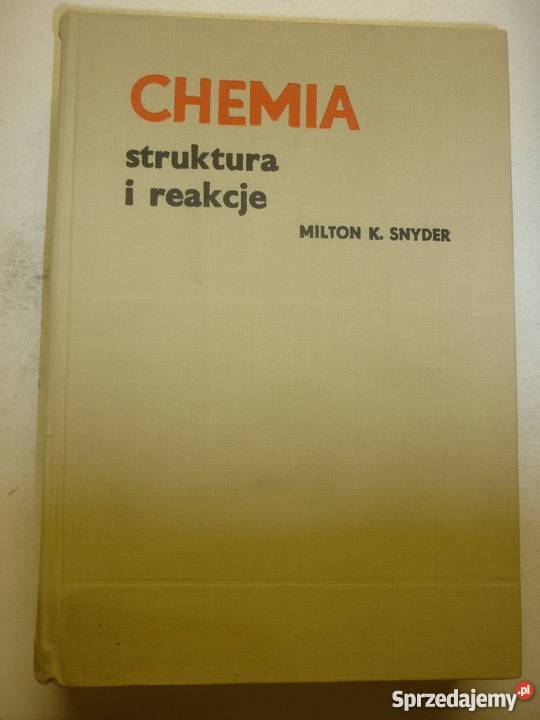 CHEMIA
struktura
i reakcje
MILTON K. SNYDER
Sprzedajemy.pl